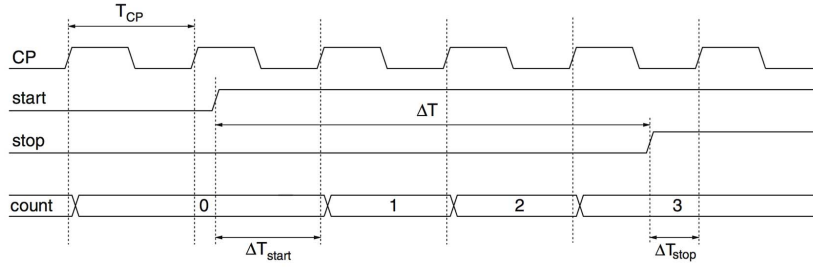 T_CP
CP
start
ΔT
stop
count 0 1 2 3
ΔT_start ΔT_stop